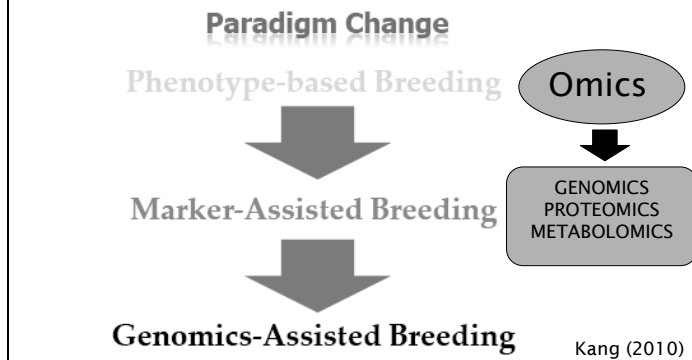 Paradigm Change
Phenotype-based Breeding
Omics
Marker-Assisted Breeding
GENOMICS
PROTEOMICS
METABOLOMICS
Genomics-Assisted Breeding
Kang (2010)